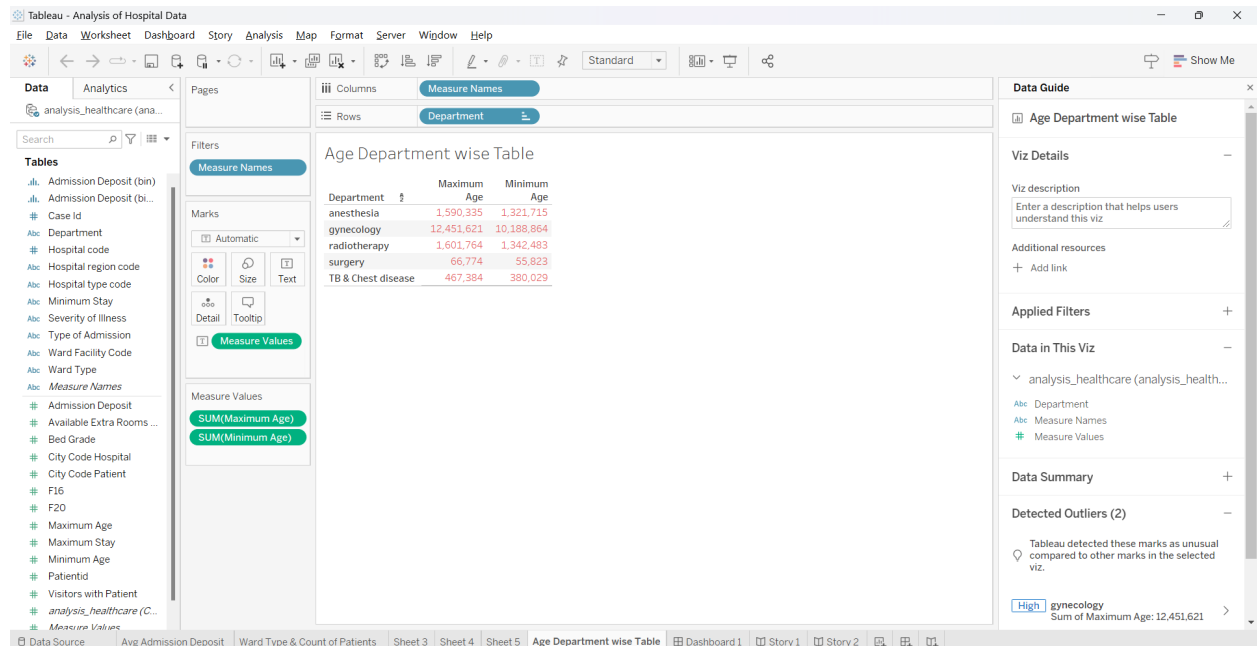 Tableau - Analysis of Hospital Data
File Data Worksheet Dashboard Story Analysis Map Format Server Window Help
Standard
Show Me
Data Analytics
analysis_healthcare (ana...
Search
Tables
Admission Deposit (bin)
Admission Deposit (bi...
# Case Id
Abc Department
# Hospital code
Abc Hospital region code
Abc Hospital type code
Abc Minimum Stay
Abc Severity of Illness
Abc Type of Admission
Abc Ward Facility Code
Abc Ward Type
Abc Measure Names
# Admission Deposit
# Available Extra Rooms ...
# Bed Grade
# City Code Hospital
# City Code Patient
# F16
# F20
# Maximum Age
# Maximum Stay
# Minimum Age
# Patientid
# Visitors with Patient
# analysis_healthcare (C...
# Measure Values
Pages
Filters
Measure Names
Marks
T Automatic
Color Size Text
Detail Tooltip
T Measure Values
Measure Values
SUM(Maximum Age)
SUM(Minimum Age)
Columns Measure Names
Rows Department
Age Department wise Table
Maximum Minimum
Department Age Age
anesthesia 1,590,335 1,321,715
gynecology 12,451,621 10,188,864
radiotherapy 1,601,764 1,342,483
surgery 66,774 55,823
TB & Chest disease 467,384 380,029
Data Guide
Age Department wise Table
Viz Details
Viz description
Enter a description that helps users
understand this viz
Additional resources
Add link
Applied Filters
Data in This Viz
analysis_healthcare (analysis_health...
Abc Department
Abc Measure Names
# Measure Values
Data Summary
Detected Outliers (2)
Tableau detected these marks as unusual
compared to other marks in the selected
viz.
High gynecology
Sum of Maximum Age: 12,451,621
Data Source Avg Admission Deposit Ward Type & Count of Patients Sheet 3 Sheet 4 Sheet 5 Age Department wise Table Dashboard 1 Story 1 Story 2